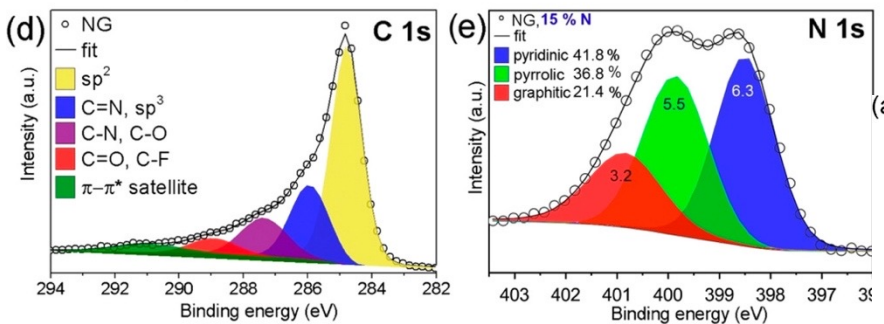 (d)
C 1s
NG
fit
sp²
C=N, sp³
C-N, C-O
C=O, C-F
π–π* satellite
Intensity (a.u.)
294 292 290 288 286 284 282
Binding energy (eV)
(e)
N 1s
NG, 15 % N
fit
pyridinic 41.8 %
pyrrolic 36.8 %
graphitic 21.4 %
6.3
5.5
3.2
Intensity (a.u.)
403 402 401 400 399 398 397 39
Binding energy (eV)
(a